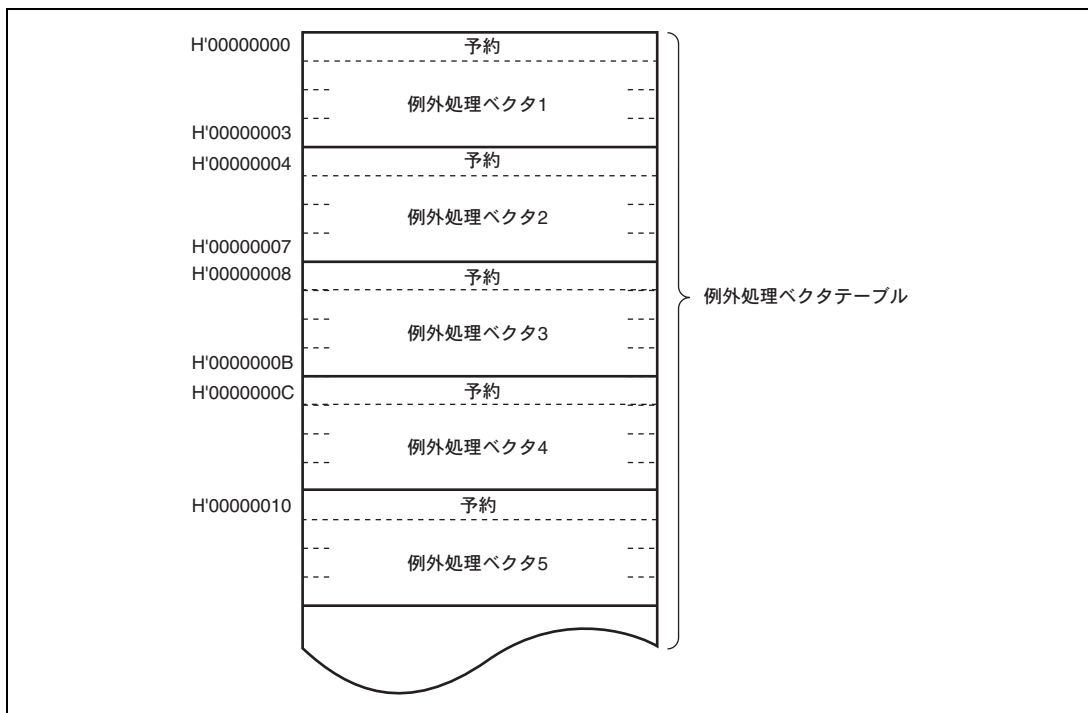 H'00000000
予約
例外処理ベクタ1
H'00000003
H'00000004
予約
例外処理ベクタ2
H'00000007
H'00000008
予約
例外処理ベクタテーブル
例外処理ベクタ3
H'0000000B
H'0000000C
予約
例外処理ベクタ4
H'00000010
予約
例外処理ベクタ5